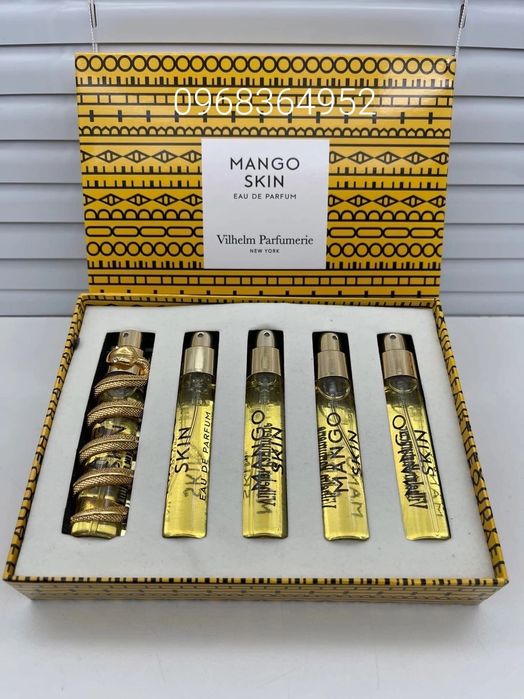 0968364952
MANGO
SKIN
EAU DE PARFUM
Vilhelm Parfumerie
NEW YORK
SKIN
EAU DE PARFUM
MANGO
SKIN
MANGO
SKIN
SKIN